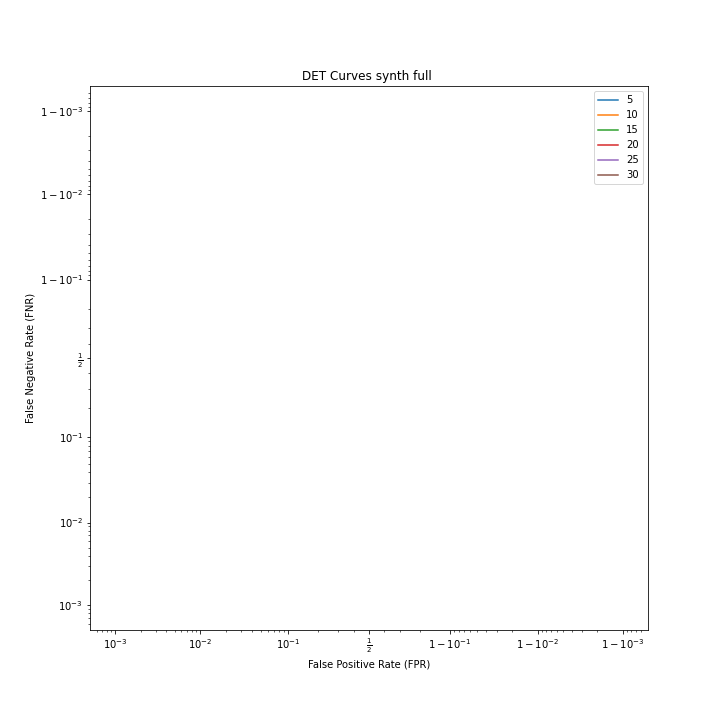 DET Curves synth full
5
10
15
20
25
30
1 − 10⁻³
1 − 10⁻²
1 − 10⁻¹
1/2
10⁻¹
10⁻²
10⁻³
False Negative Rate (FNR)
10⁻³ 10⁻² 10⁻¹ 1/2 1 − 10⁻¹ 1 − 10⁻² 1 − 10⁻³
False Positive Rate (FPR)